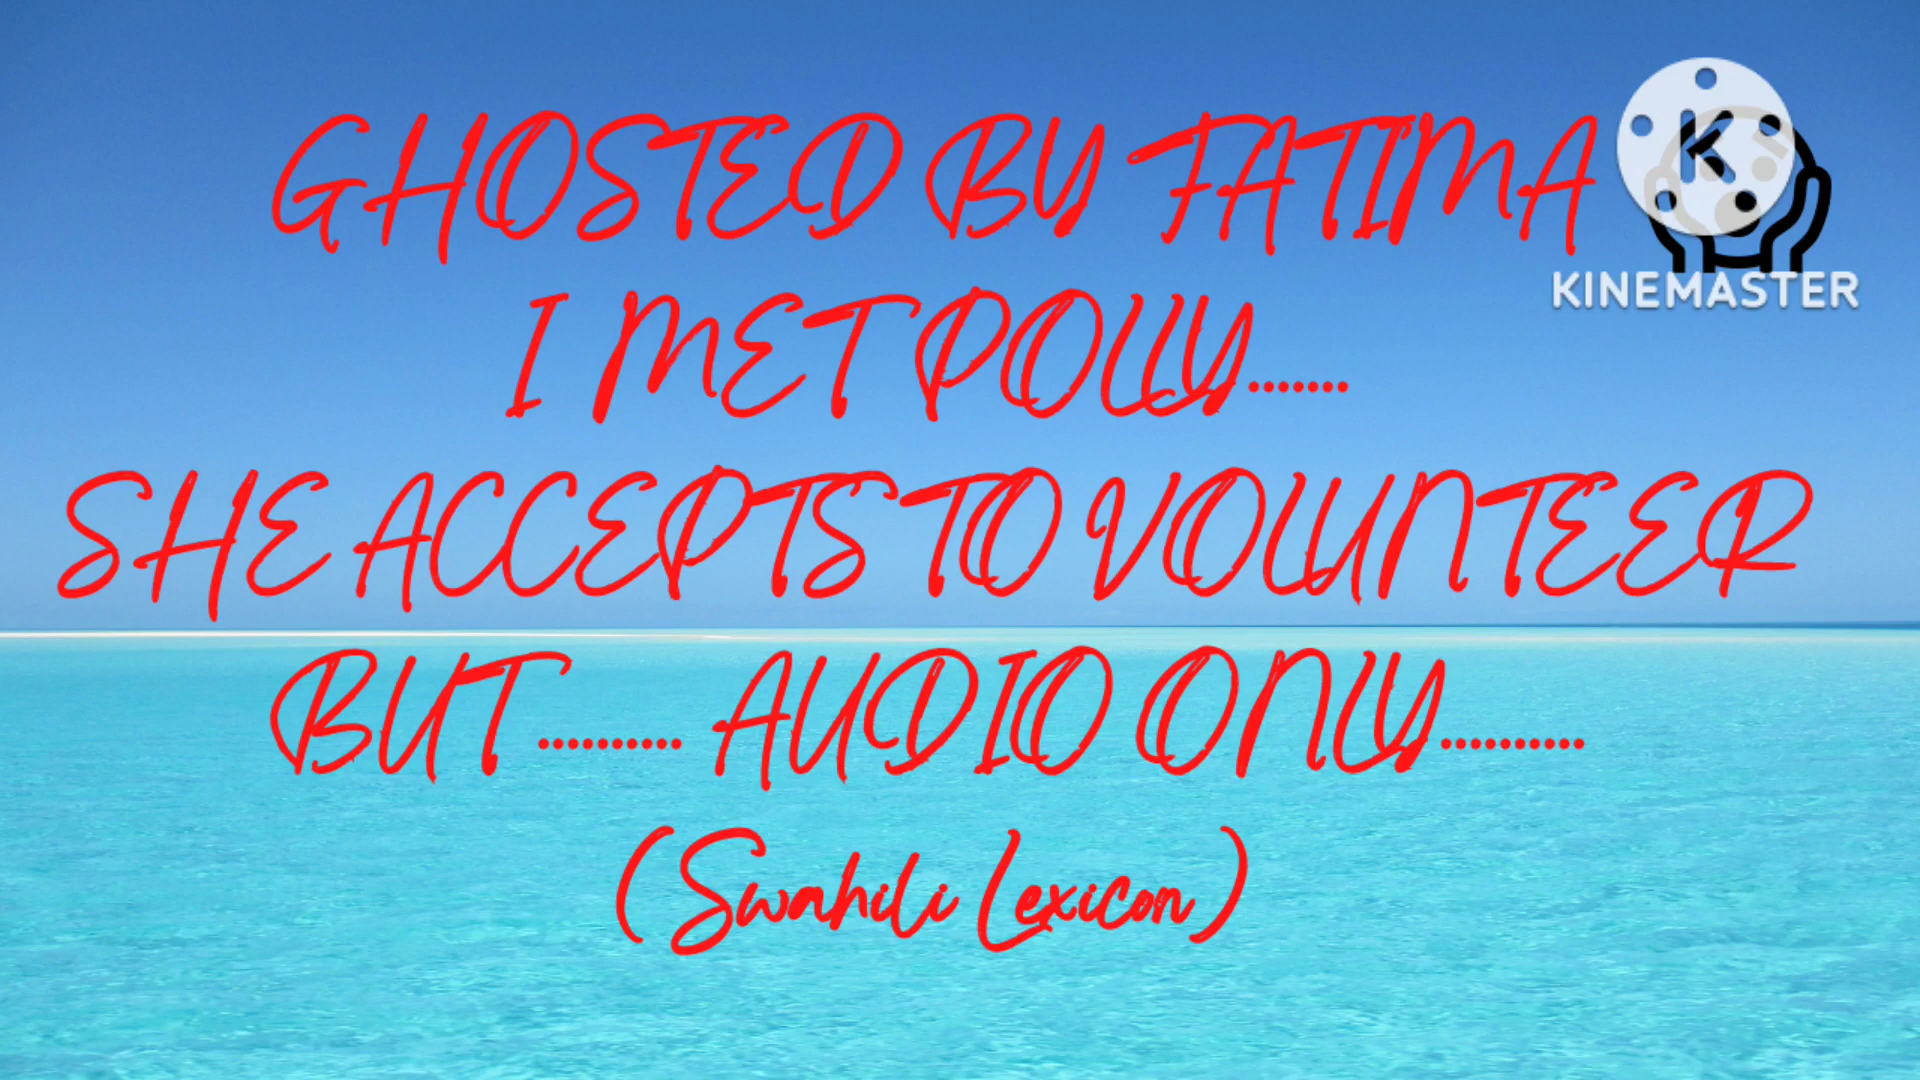 GHOSTED BY FATIMA
I MET POLLY.......
SHE ACCEPTS TO VOLUNTEER
BUT.......... AUDIO ONLY..........
(Swahili Lexicon)
K
KINEMASTER